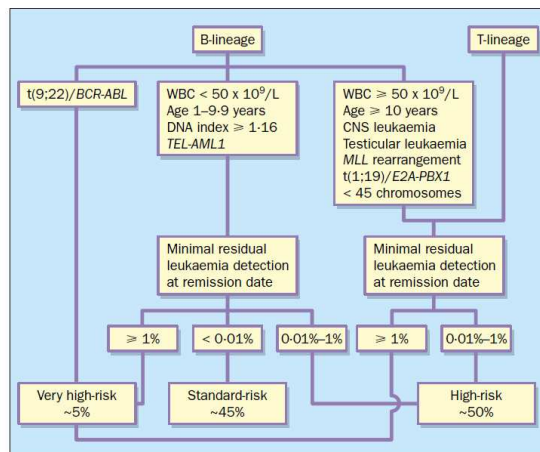 B-lineage
T-lineage
t(9;22)/BCR-ABL
WBC < 50 x 10⁹/L
Age 1–9·9 years
DNA index ⩾ 1·16
TEL-AML1
WBC ⩾ 50 x 10⁹/L
Age ⩾ 10 years
CNS leukaemia
Testicular leukaemia
MLL rearrangement
t(1;19)/E2A-PBX1
< 45 chromosomes
Minimal residual
leukaemia detection
at remission date
Minimal residual
leukaemia detection
at remission date
⩾ 1%
< 0·01%
0·01%–1%
⩾ 1%
0·01%–1%
Very high-risk
~5%
Standard-risk
~45%
High-risk
~50%